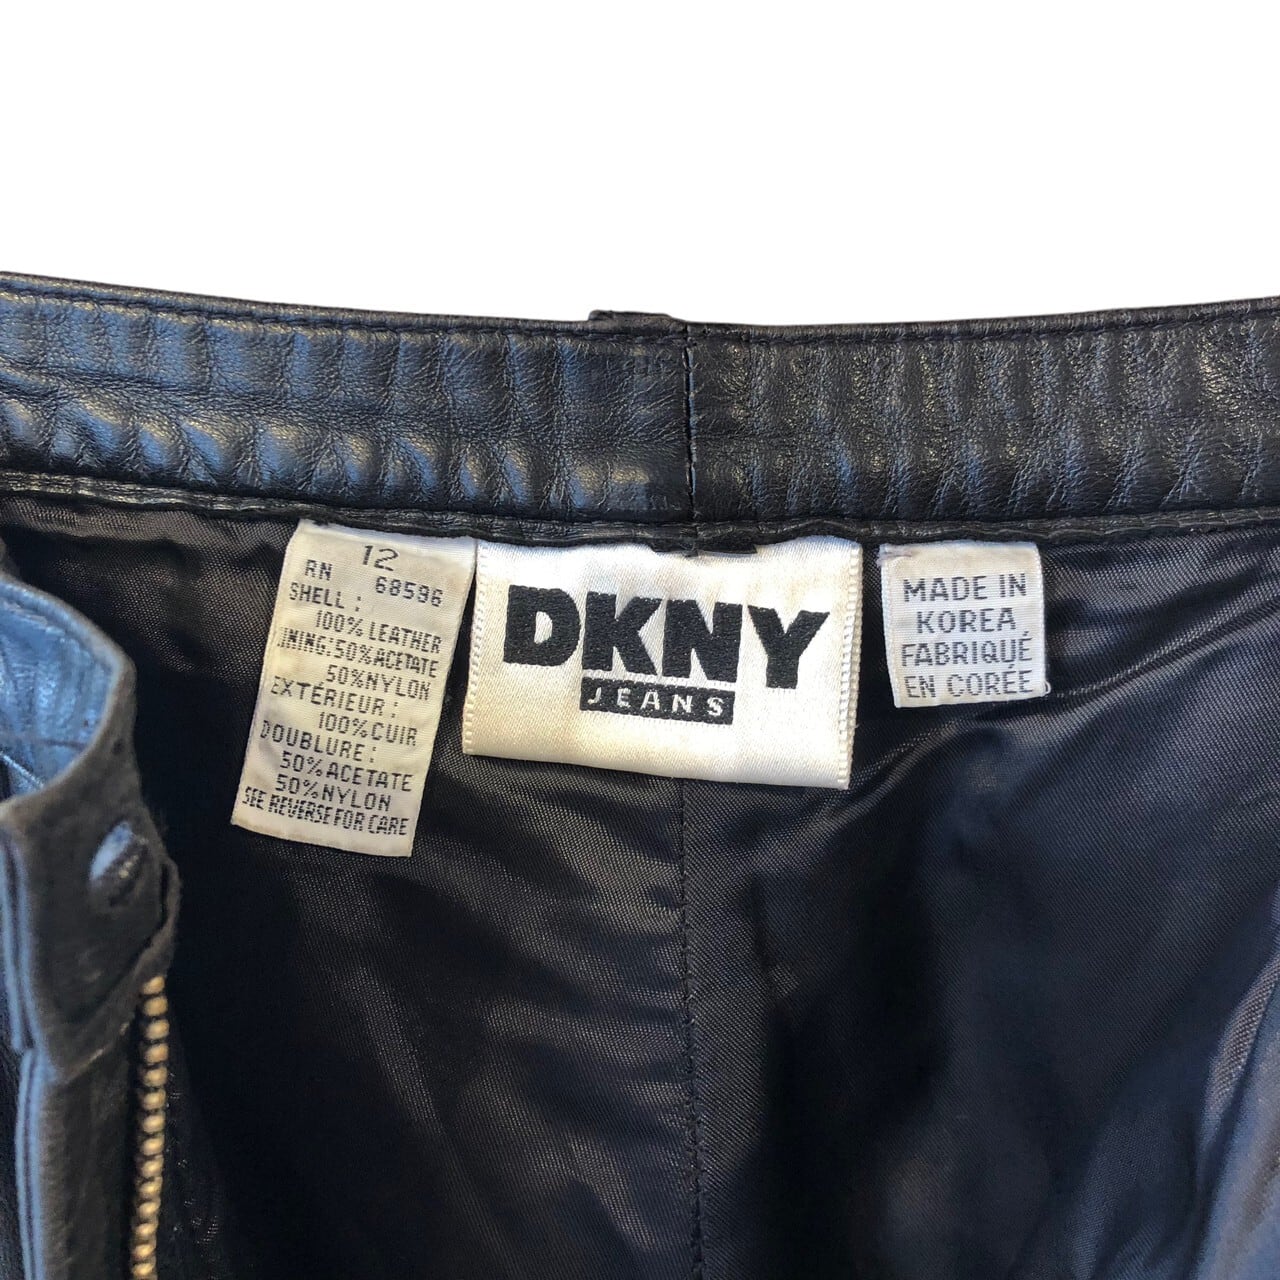 12
RN 68596
SHELL:
100% LEATHER
LINING: 50% ACETATE
50% NYLON
EXTÉRIEUR:
100% CUIR
DOUBLURE:
50% ACETATE
50% NYLON
SEE REVERSE FOR CARE
DKNY
JEANS
MADE IN
KOREA
FABRIQUÉ
EN CORÉE